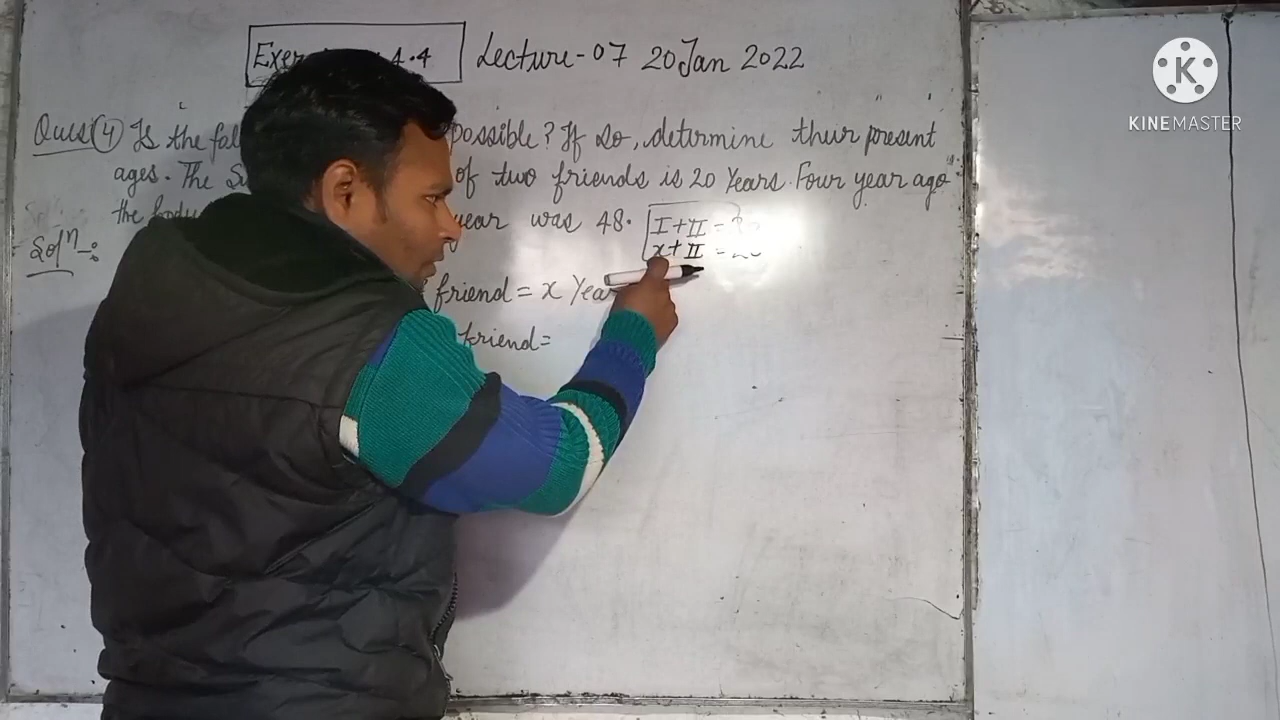 4.4 Lecture-07 20 Jan 2022
Ques(4) Is the possible? If so, determine their present
ages. The of two friends is 20 Years. Four year ago
the year was 48. I + II = 20
Solⁿ-: x + II = 20
friend = x Year
friend =
K
KINEMASTER